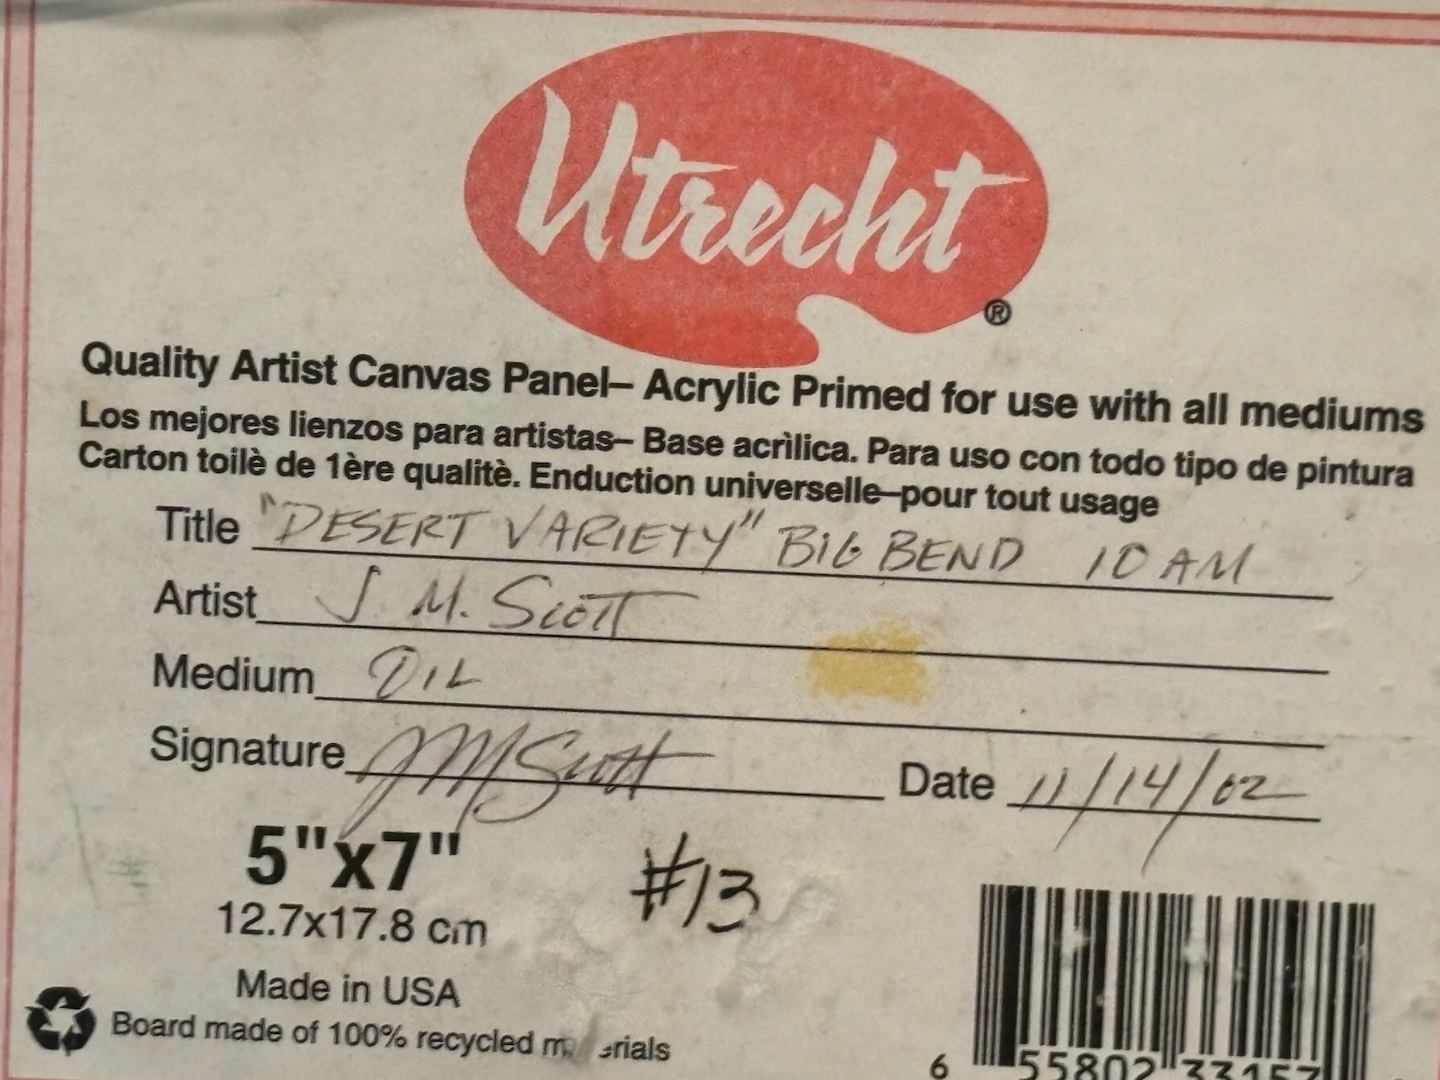 Utrecht®
Quality Artist Canvas Panel– Acrylic Primed for use with all mediums
Los mejores lienzos para artistas– Base acrìlica. Para uso con todo tipo de pintura
Carton toilè de 1ère qualitè. Enduction universelle–pour tout usage
Title "DESERT VARIETY" BIG BEND 10 AM
Artist J M. Scott
Medium OIL
Signature JMScott Date 11/14/02
5"x7" #13
12.7x17.8 cm
Made in USA
Board made of 100% recycled
6 55802 33157